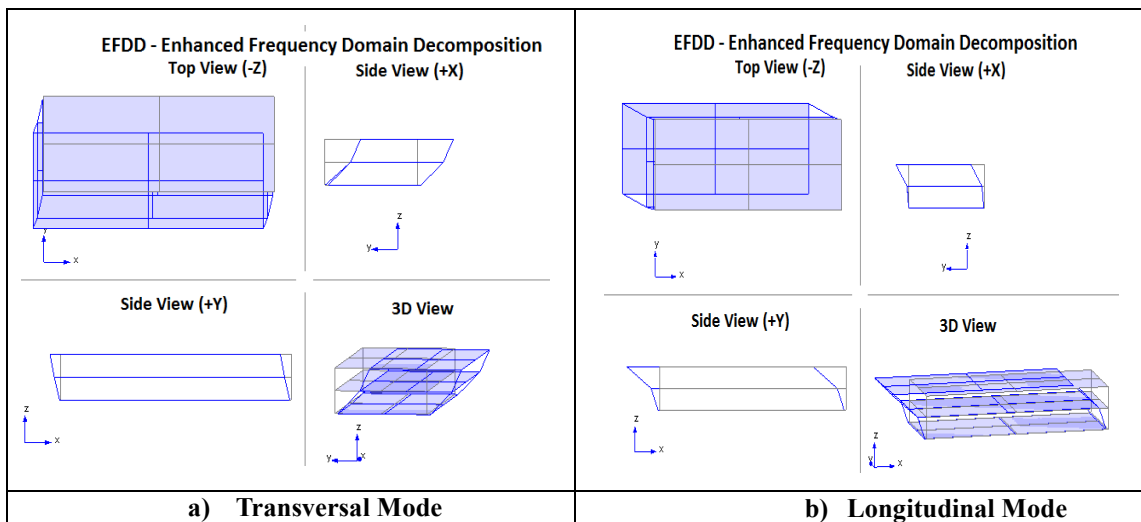 EFDD - Enhanced Frequency Domain Decomposition
Top View (-Z)
Side View (+X)
y
x
z
y
Side View (+Y)
3D View
z
x
z
y
x
a) Transversal Mode
EFDD - Enhanced Frequency Domain Decomposition
Top View (-Z)
Side View (+X)
y
x
z
y
Side View (+Y)
3D View
z
x
z
y
x
b) Longitudinal Mode